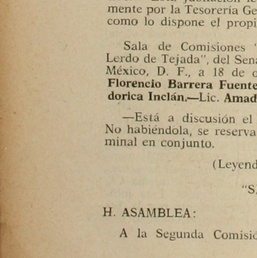 mente por la Tesorería Ge
como lo dispone el propi
Sala de Comisiones "
Lerdo de Tejada", del Sena
México, D. F., a 18 de o
Florencio Barrera Fuente
dorica Inclán.—Lic. Amad
—Está a discusión el
No habiéndola, se reserva
minal en conjunto.
(Leyend
"S.
H. ASAMBLEA:
A la Segunda Comisió